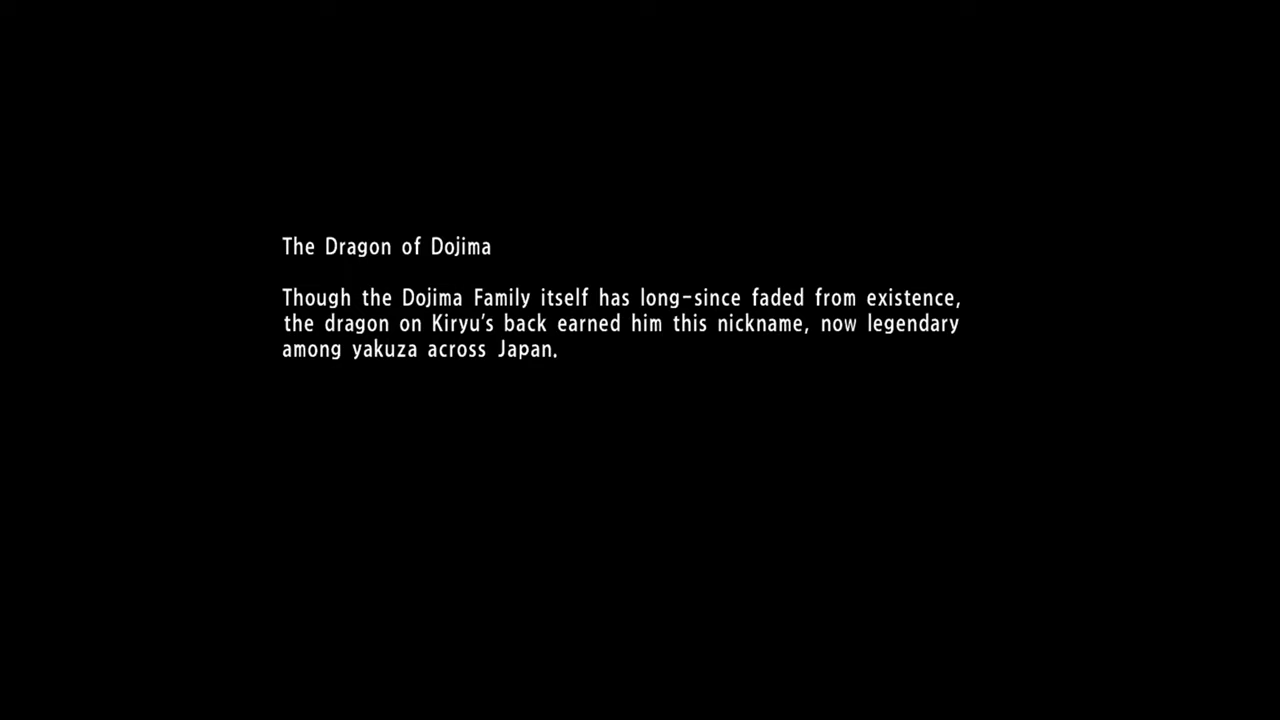 The Dragon of Dojima
Though the Dojima Family itself has long-since faded from existence,
the dragon on Kiryu's back earned him this nickname, now legendary
among yakuza across Japan.